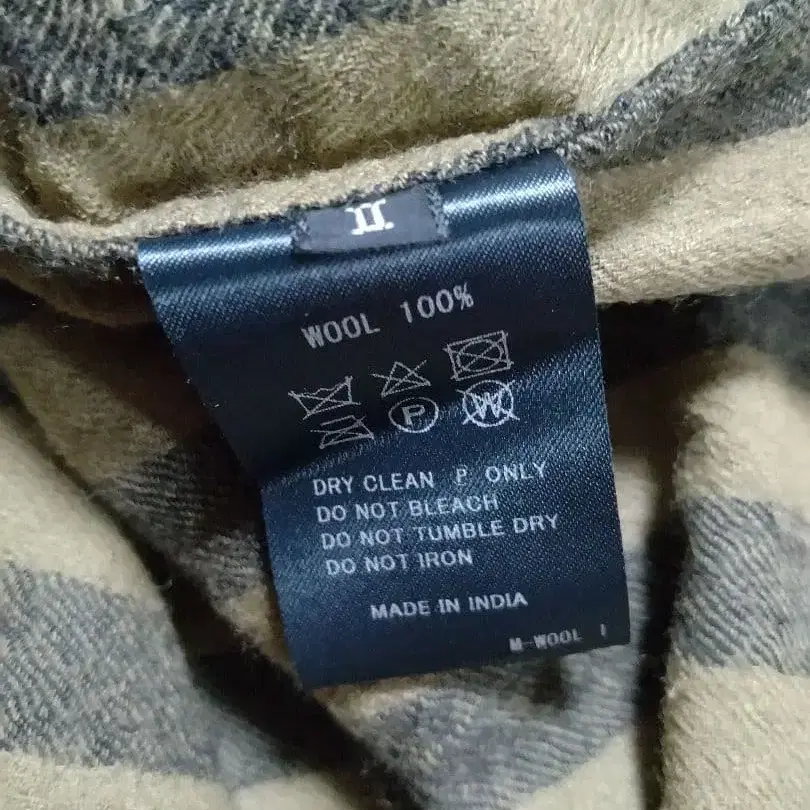 II
WOOL 100%
P W
DRY CLEAN P ONLY
DO NOT BLEACH
DO NOT TUMBLE DRY
DO NOT IRON
MADE IN INDIA
M-WOOL I